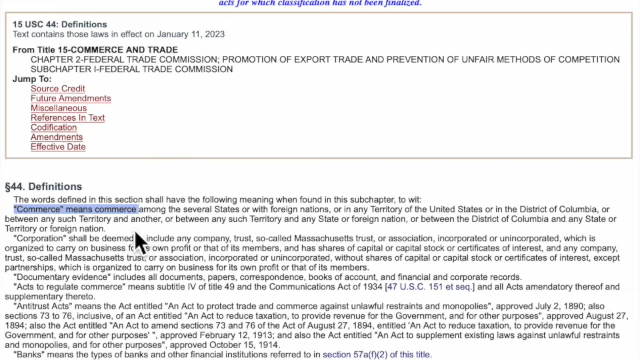 acts for which classification has not been finalized.
15 USC 44: Definitions
Text contains those laws in effect on January 11, 2023
From Title 15-COMMERCE AND TRADE
CHAPTER 2-FEDERAL TRADE COMMISSION; PROMOTION OF EXPORT TRADE AND PREVENTION OF UNFAIR METHODS OF COMPETITION
SUBCHAPTER I-FEDERAL TRADE COMMISSION
Jump To:
Source Credit
Future Amendments
Miscellaneous
References In Text
Codification
Amendments
Effective Date
§44. Definitions
The words defined in this section shall have the following meaning when found in this subchapter, to wit:
"Commerce" means commerce among the several States or with foreign nations, or in any Territory of the United States or in the District of Columbia, or
between any such Territory and another, or between any such Territory and any State or foreign nation, or between the District of Columbia and any State or
Territory or foreign nation.
"Corporation" shall be deemed include any company, trust, so-called Massachusetts trust, or association, incorporated or unincorporated, which is
organized to carry on business for its own profit or that of its members, and has shares of capital or capital stock or certificates of interest, and any company,
trust, so-called Massachusetts trust, or association, incorporated or unincorporated, without shares of capital or capital stock or certificates of interest, except
partnerships, which is organized to carry on business for its own profit or that of its members.
"Documentary evidence" includes all documents, papers, correspondence, books of account, and financial and corporate records.
"Acts to regulate commerce" means subtitle IV of title 49 and the Communications Act of 1934 [47 U.S.C. 151 et seq.] and all Acts amendatory thereof and
supplementary thereto.
"Antitrust Acts" means the Act entitled "An Act to protect trade and commerce against unlawful restraints and monopolies", approved July 2, 1890; also
sections 73 to 76, inclusive, of an Act entitled "An Act to reduce taxation, to provide revenue for the Government, and for other purposes", approved August 27,
1894; also the Act entitled "An Act to amend sections 73 and 76 of the Act of August 27, 1894, entitled 'An Act to reduce taxation, to provide revenue for the
Government, and for other purposes' ", approved February 12, 1913; and also the Act entitled "An Act to supplement existing laws against unlawful restraints
and monopolies, and for other purposes", approved October 15, 1914.
"Banks" means the types of banks and other financial institutions referred to in section 57a(f)(2) of this title.